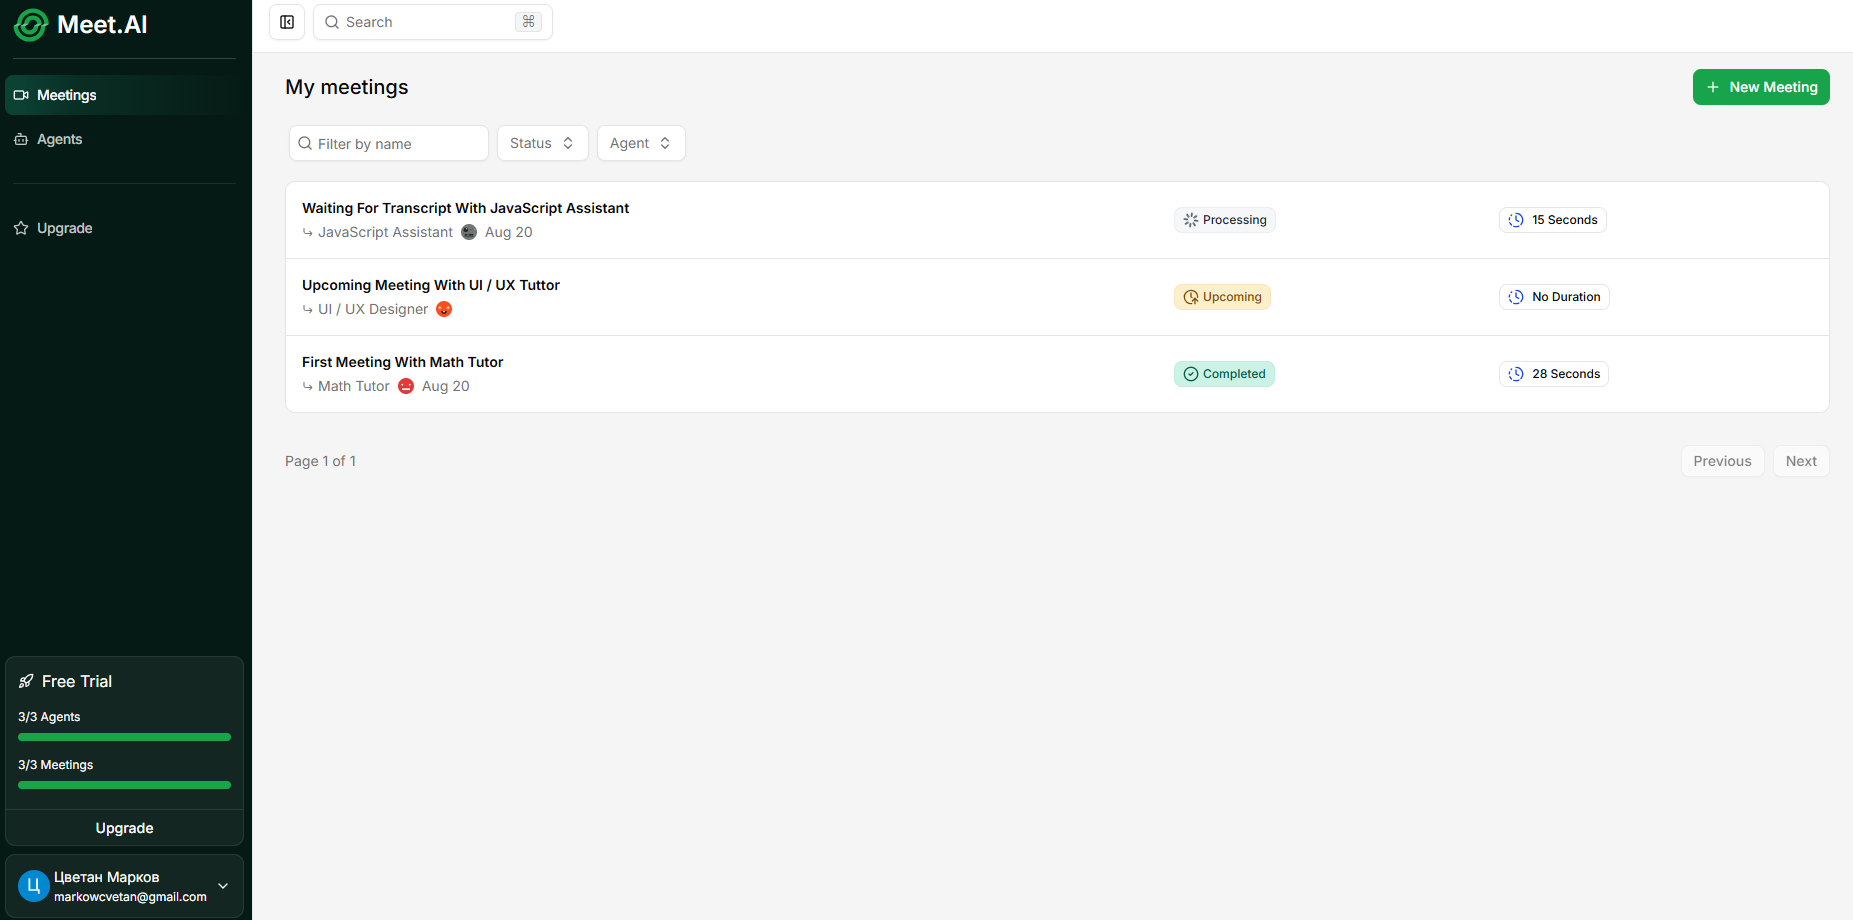 Meet.AI
Search ⌘
Meetings
Agents
Upgrade
My meetings
+ New Meeting
Filter by name
Status
Agent
Waiting For Transcript With JavaScript Assistant
JavaScript Assistant Aug 20
Processing
15 Seconds
Upcoming Meeting With UI / UX Tuttor
UI / UX Designer
Upcoming
No Duration
First Meeting With Math Tutor
Math Tutor Aug 20
Completed
28 Seconds
Page 1 of 1
Previous
Next
Free Trial
3/3 Agents
3/3 Meetings
Upgrade
Ц
Цветан Марков
markowcvetan@gmail.com